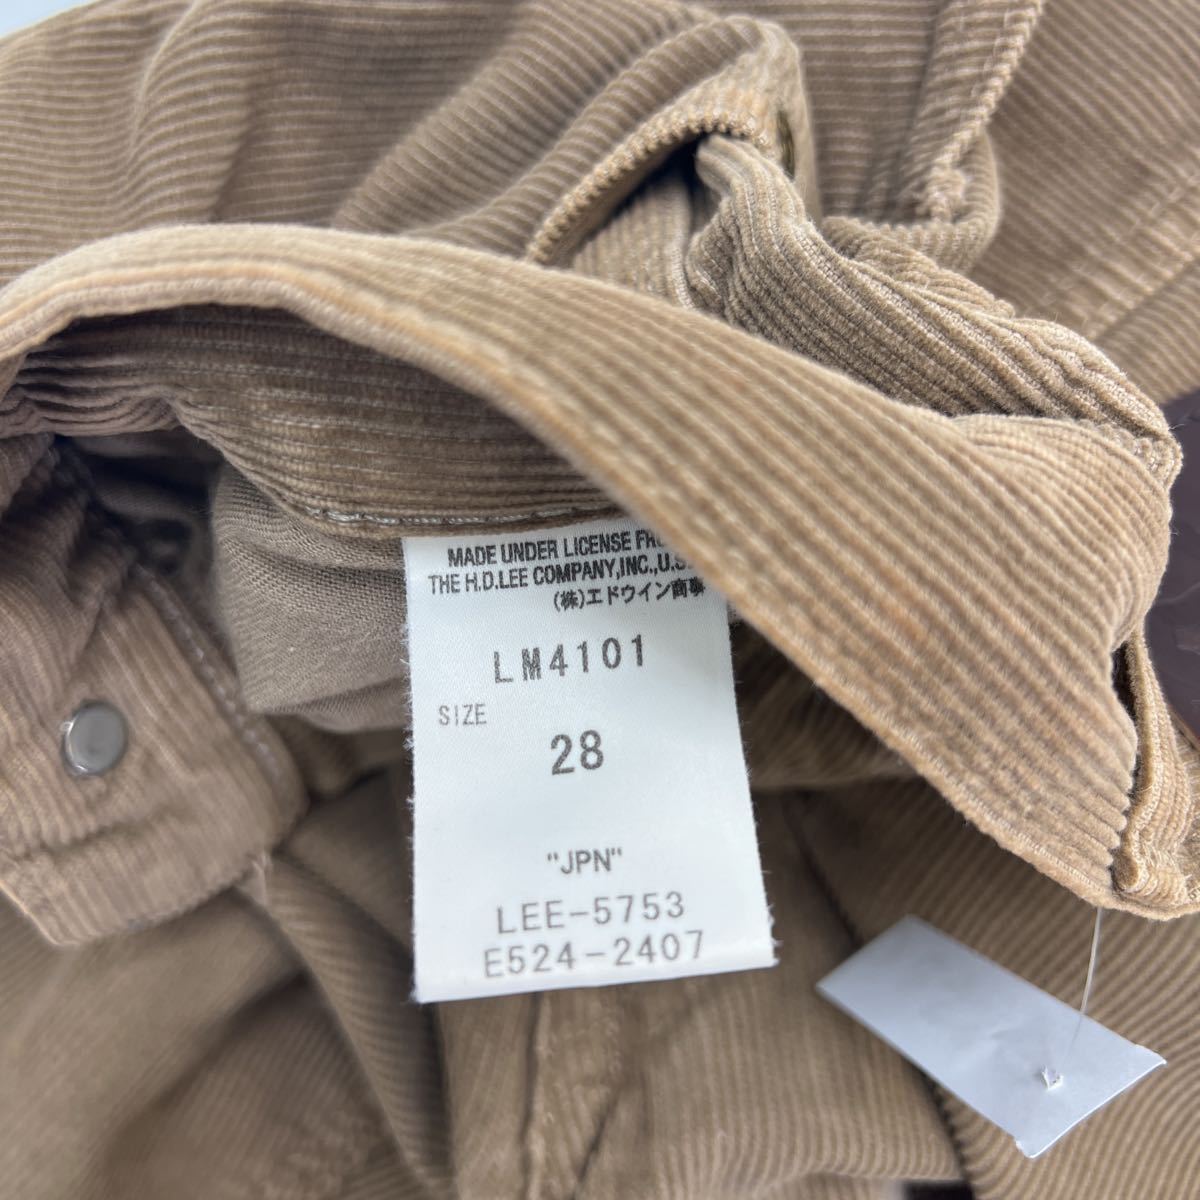 MADE UNDER LICENSE
THE H.D.LEE COMPANY,INC.,U.S.
(株)エドウイン商事
LM4101
SIZE
28
"JPN"
LEE-5753
E524-2407